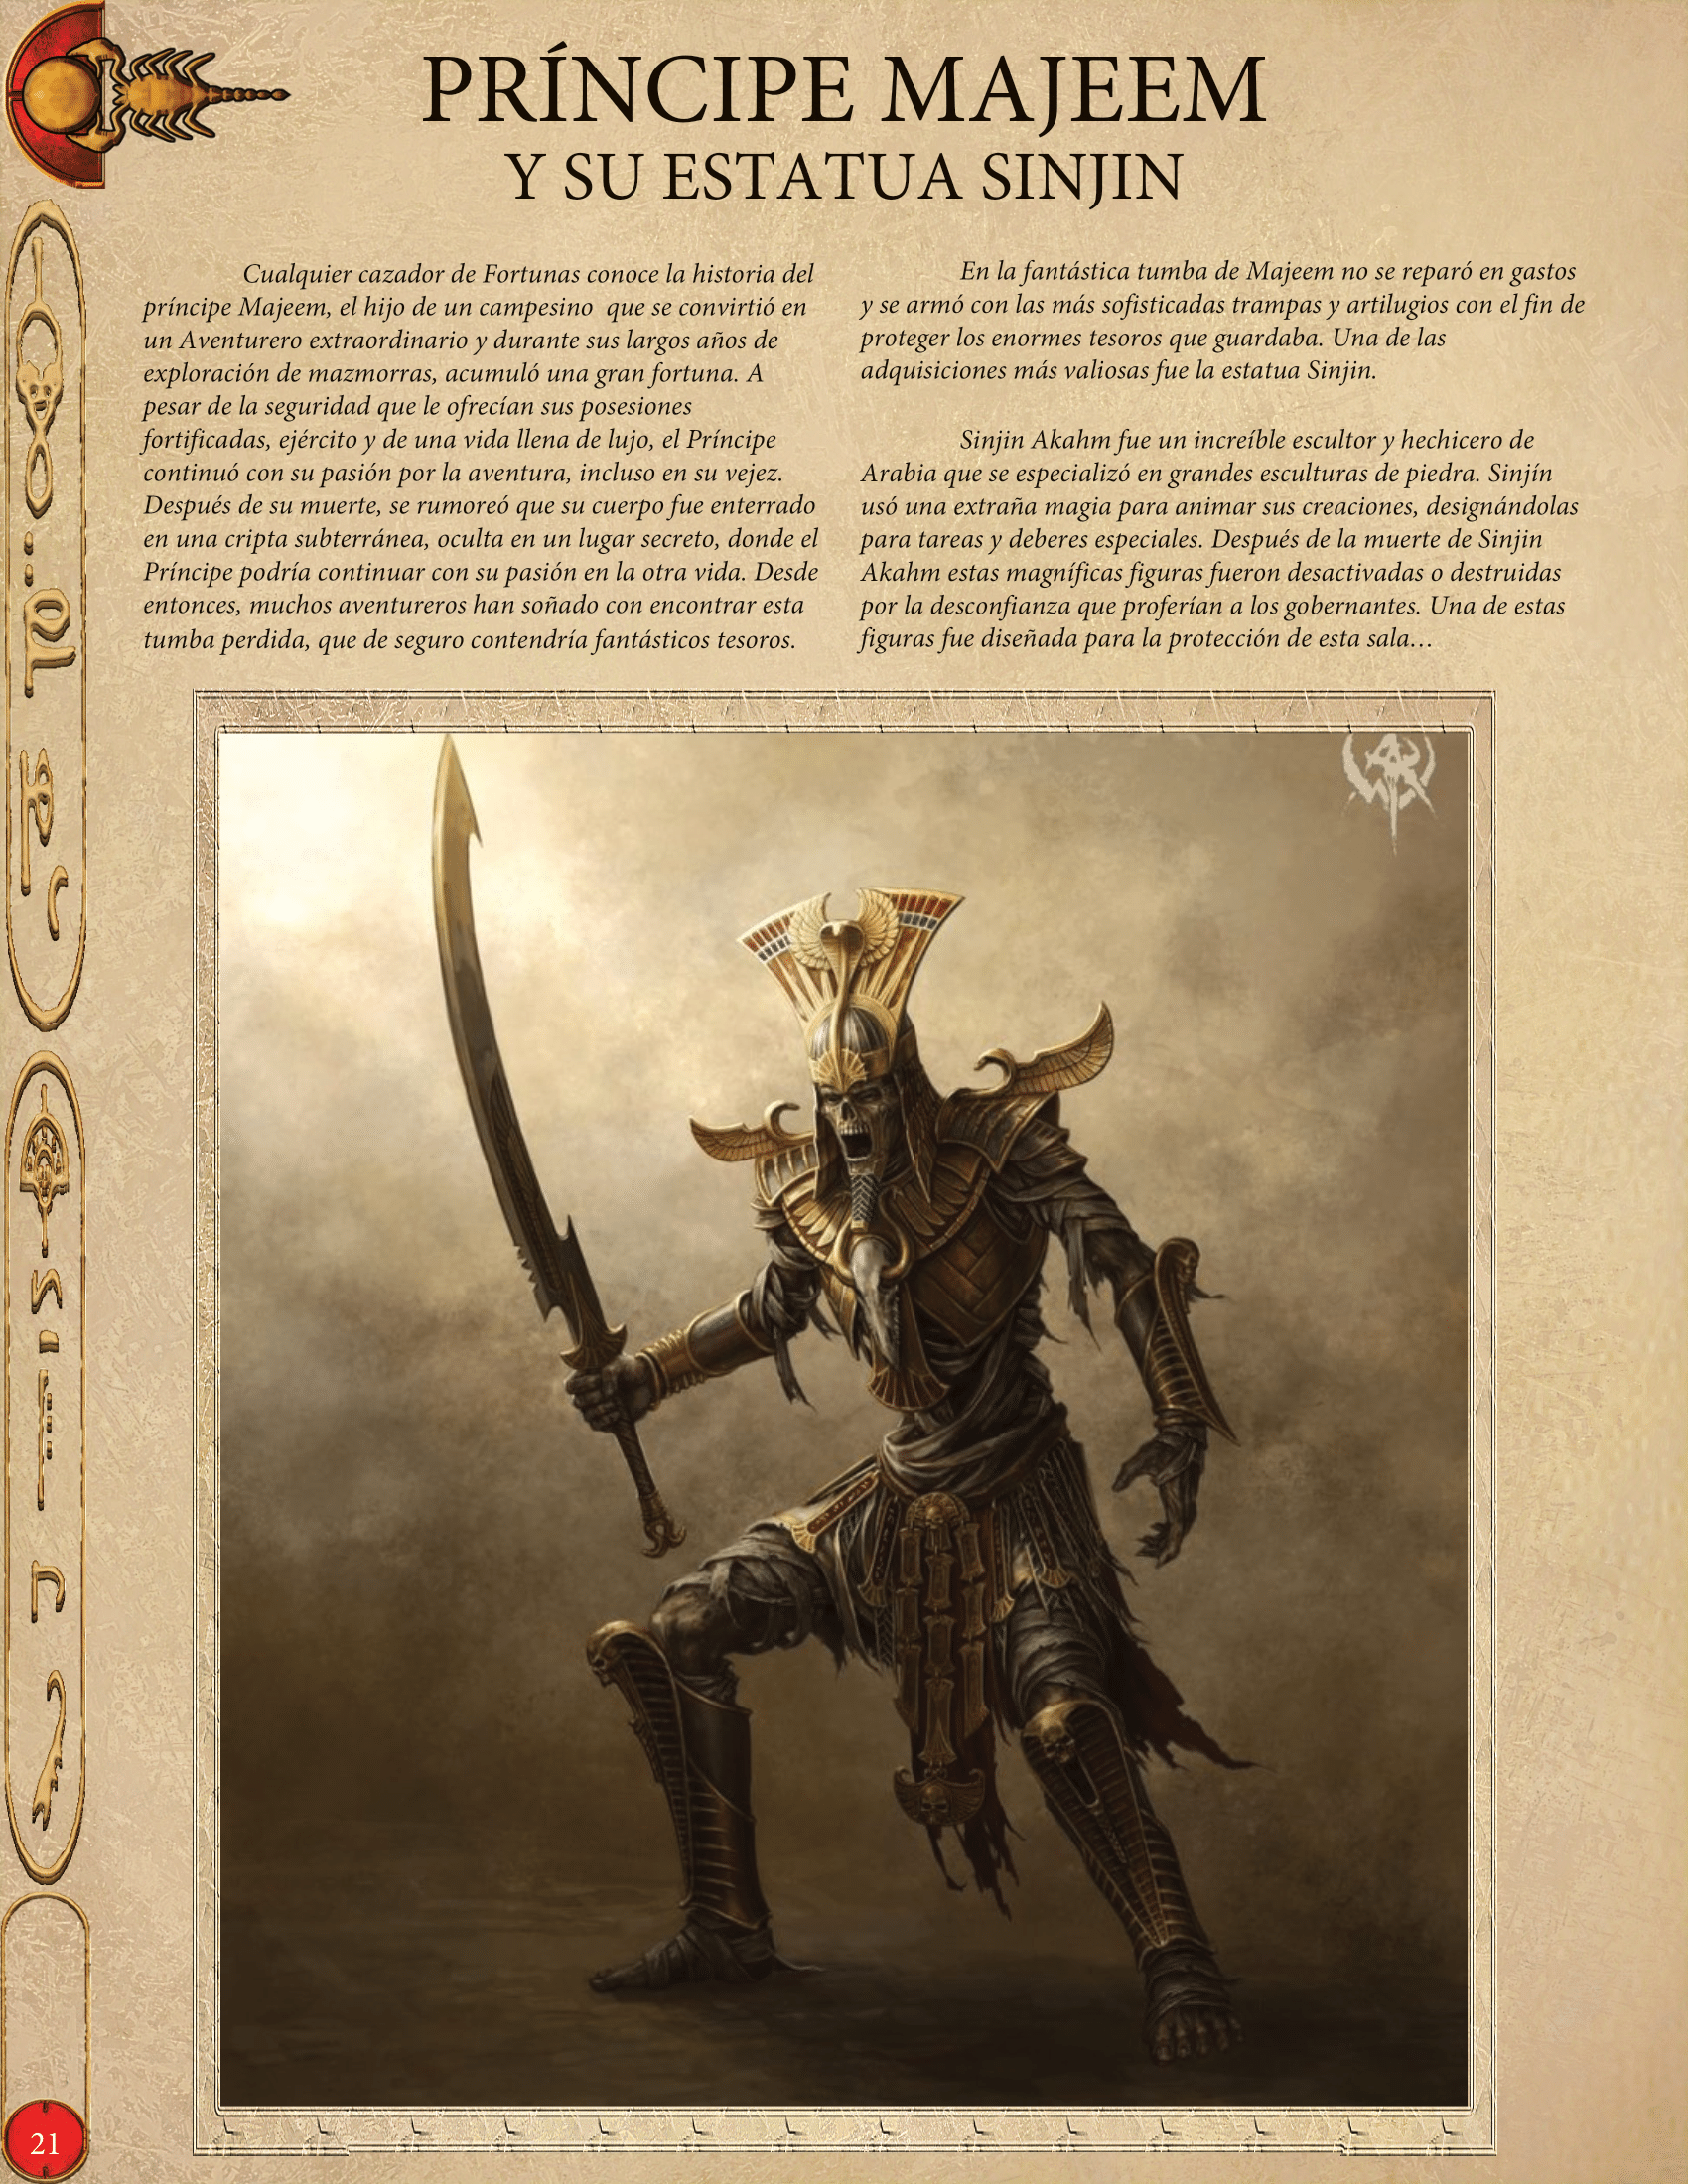 PRÍNCIPE MAJEEM
Y SU ESTATUA SINJIN
Cualquier cazador de Fortunas conoce la historia del
príncipe Majeem, el hijo de un campesino  que se convirtió en
un Aventurero extraordinario y durante sus largos años de
exploración de mazmorras, acumuló una gran fortuna. A
pesar de la seguridad que le ofrecían sus posesiones
fortificadas, ejército y de una vida llena de lujo, el Príncipe
continuó con su pasión por la aventura, incluso en su vejez.
Después de su muerte, se rumoreó que su cuerpo fue enterrado
en una cripta subterránea, oculta en un lugar secreto, donde el
Príncipe podría continuar con su pasión en la otra vida. Desde
entonces, muchos aventureros han soñado con encontrar esta
tumba perdida, que de seguro contendría fantásticos tesoros.
En la fantástica tumba de Majeem no se reparó en gastos
y se armó con las más sofisticadas trampas y artilugios con el fin de
proteger los enormes tesoros que guardaba. Una de las
adquisiciones más valiosas fue la estatua Sinjin.
Sinjin Akahm fue un increíble escultor y hechicero de
Arabia que se especializó en grandes esculturas de piedra. Sinjín
usó una extraña magia para animar sus creaciones, designándolas
para tareas y deberes especiales. Después de la muerte de Sinjin
Akahm estas magníficas figuras fueron desactivadas o destruidas
por la desconfianza que proferían a los gobernantes. Una de estas
figuras fue diseñada para la protección de esta sala…
21